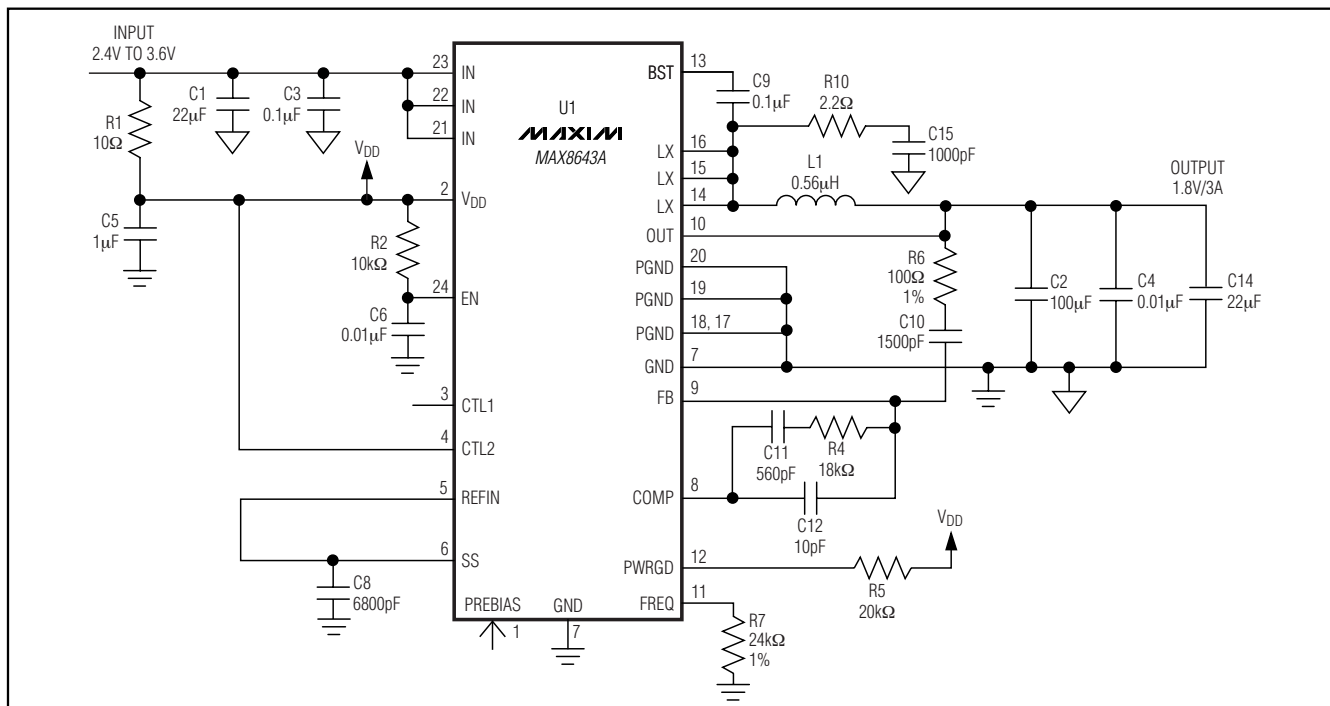 INPUT
2.4V TO 3.6V
R1
10Ω
C1
22µF
C3
0.1µF
VDD
C5
1µF
R2
10kΩ
C6
0.01µF
C8
6800pF
23 IN
22 IN
21 IN
2 VDD
24 EN
3 CTL1
4 CTL2
5 REFIN
6 SS
PREBIAS
1
GND
7
U1
MAXIM
MAX8643A
BST 13
LX 16
LX 15
LX 14
OUT 10
PGND 20
PGND 19
PGND 18, 17
GND 7
FB 9
COMP 8
PWRGD 12
FREQ 11
C9
0.1µF
R10
2.2Ω
C15
1000pF
L1
0.56µH
OUTPUT
1.8V/3A
R6
100Ω
1%
C10
1500pF
C2
100µF
C4
0.01µF
C14
22µF
C11
560pF
R4
18kΩ
C12
10pF
VDD
R5
20kΩ
R7
24kΩ
1%